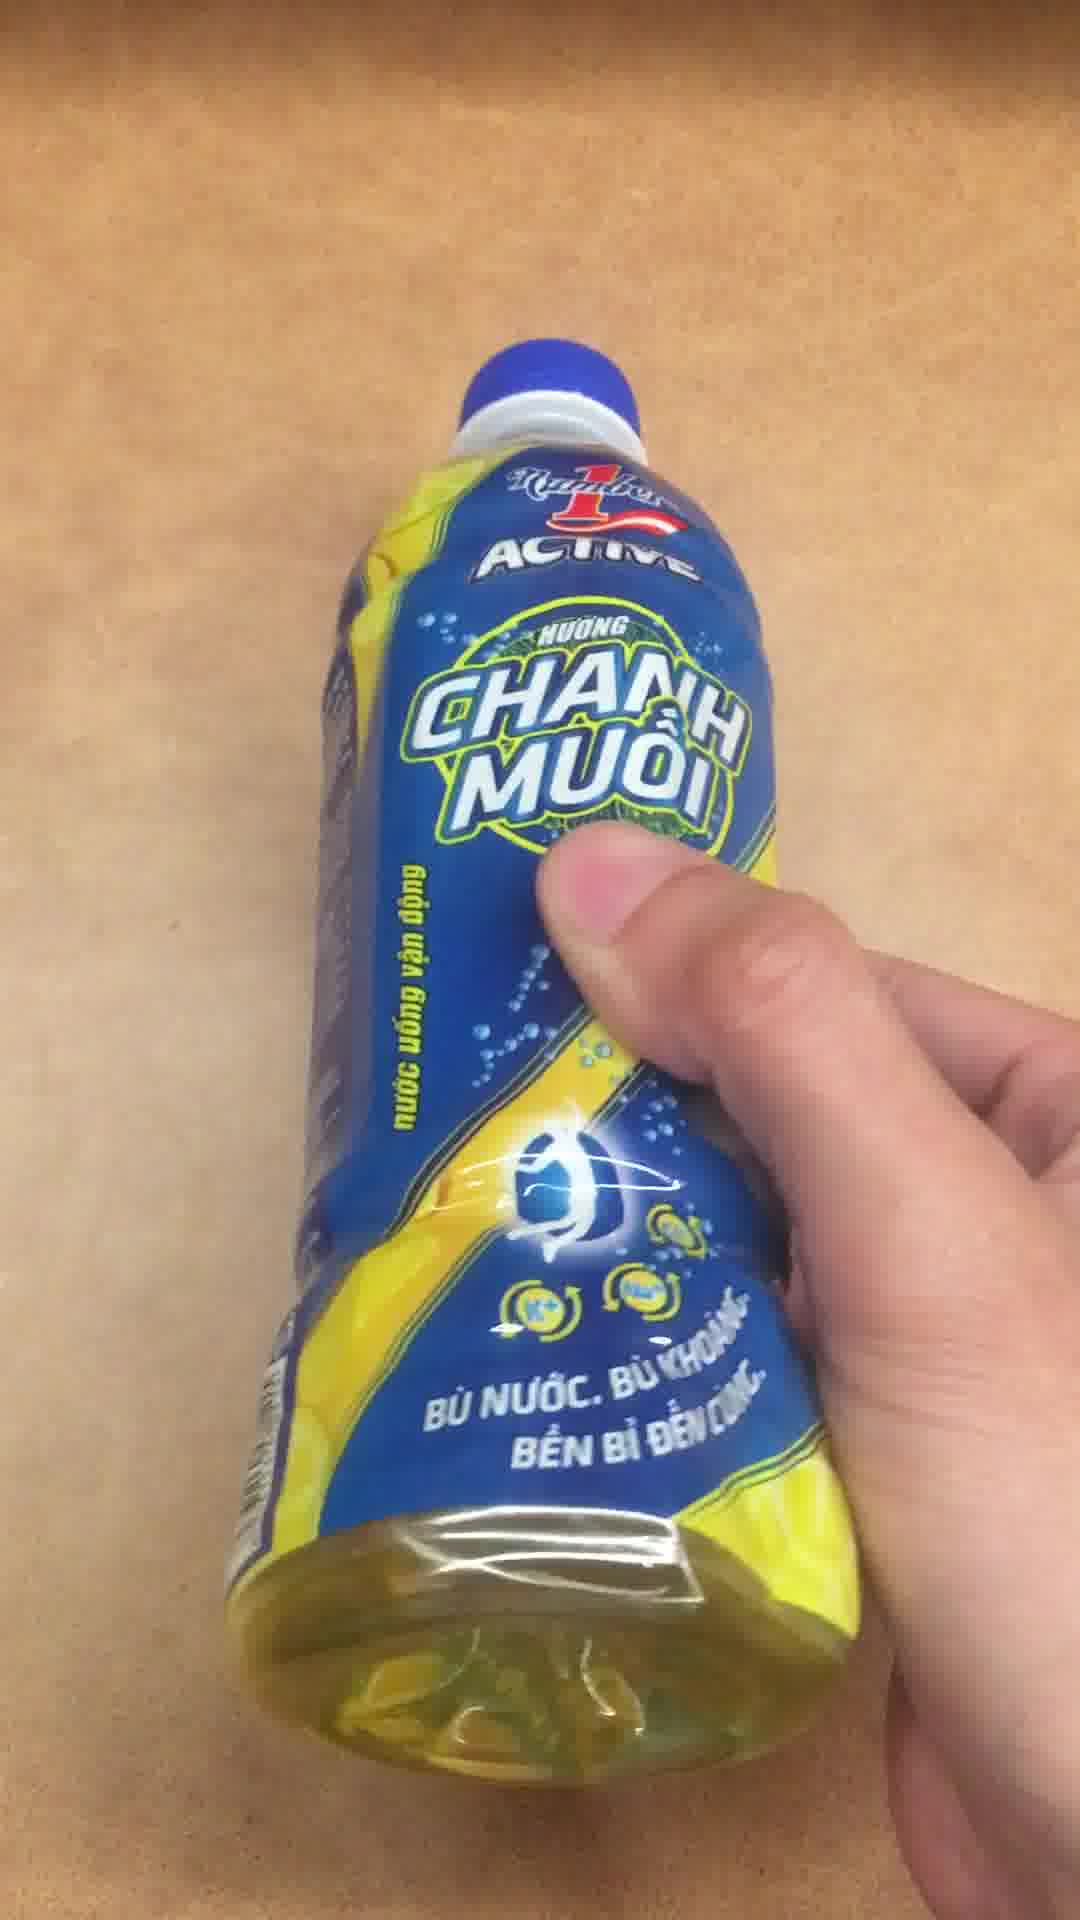 Number 1
ACTIVE
HƯƠNG
CHANH
MUỐI
nước uống vận động
K+
BÙ NƯỚC. BÙ KHOÁNG.
BỀN BỈ ĐẾN CÙNG.